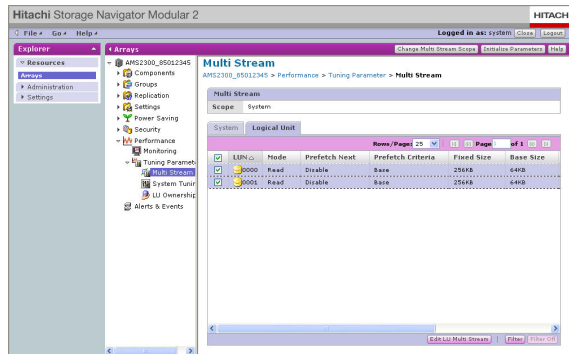 Hitachi Storage Navigator Modular 2
HITACH
File Go Help
Logged in as: system Close Logout
Explorer
Resources
Arrays
Administration
Settings
Arrays
Change Multi Stream Scope Initialize Parameters Help
AMS2300_85012345
Components
Groups
Replication
Settings
Power Saving
Security
Performance
Monitoring
Tuning Paramet
Multi Stream
System Tunin
LU Ownership
Alerts & Events
Multi Stream
AMS2300_85012345 > Performance > Tuning Parameter > Multi Stream
Multi Stream
Scope System
System Logical Unit
Rows/Page: 25 Page of 1
LUN Mode Prefetch Next Prefetch Criteria Fixed Size Base Size
0000 Read Disable Base 256KB 64KB
0001 Read Disable Base 256KB 64KB
Edit LU Multi Stream Filter Filter Off